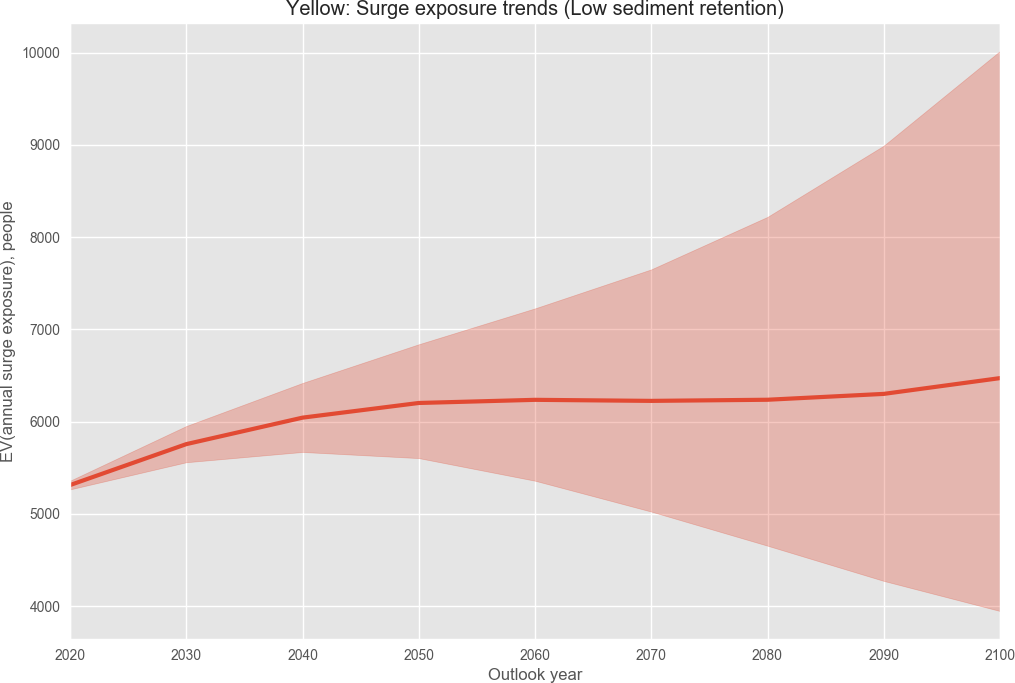 Yellow: Surge exposure trends (Low sediment retention)
10000
9000
8000
7000
6000
5000
4000
EV(annual surge exposure), people
2020 2030 2040 2050 2060 2070 2080 2090 2100
Outlook year